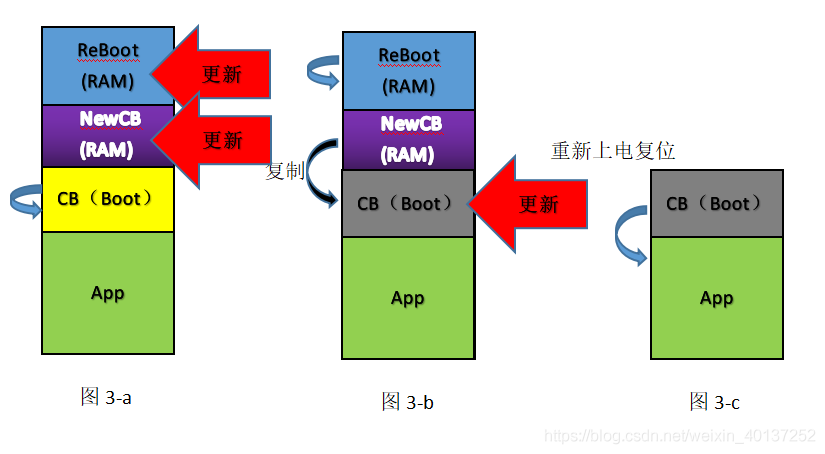 ReBoot
(RAM)
更新
NewCB
(RAM)
更新
CB（Boot）
App
图 3-a
ReBoot
(RAM)
NewCB
(RAM)
复制
CB（Boot）
更新
App
图 3-b
重新上电复位
CB（Boot）
App
图 3-c
https://blog.csdn.net/weixin_40137252